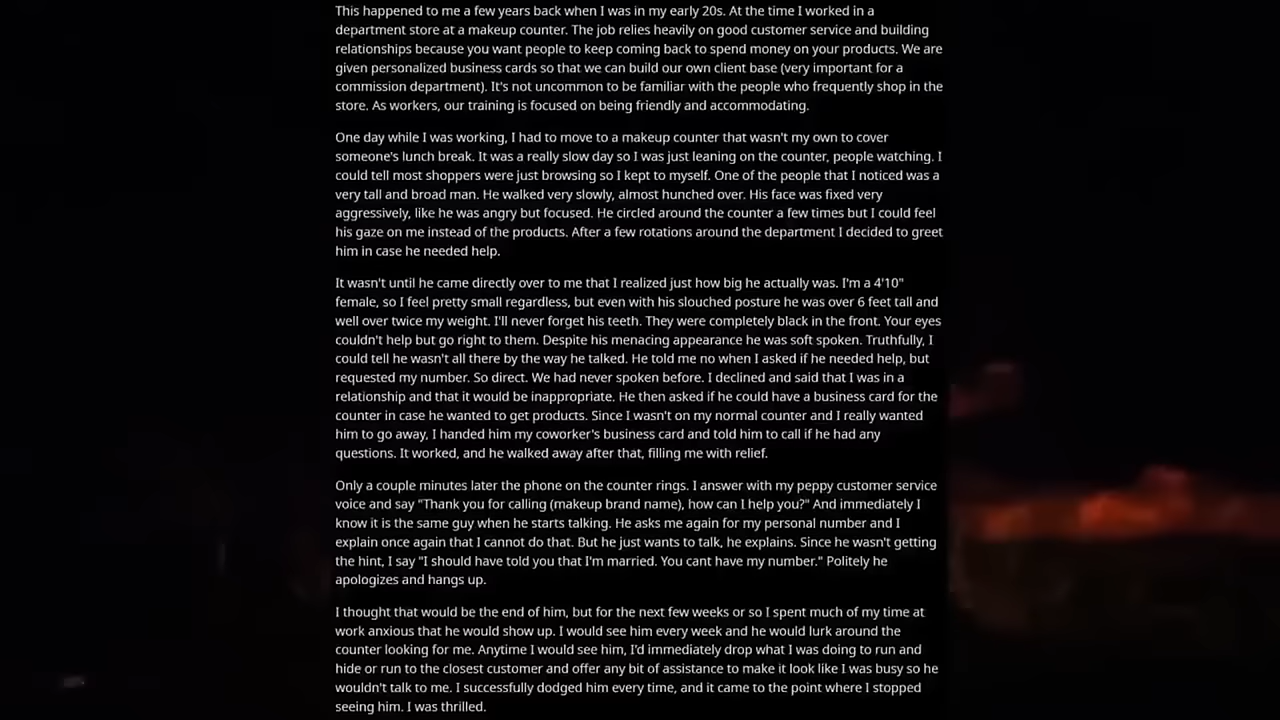 This happened to me a few years back when I was in my early 20s. At the time I worked in a
department store at a makeup counter. The job relies heavily on good customer service and building
relationships because you want people to keep coming back to spend money on your products. We are
given personalized business cards so that we can build our own client base (very important for a
commission department). It's not uncommon to be familiar with the people who frequently shop in the
store. As workers, our training is focused on being friendly and accommodating.
One day while I was working, I had to move to a makeup counter that wasn't my own to cover
someone's lunch break. It was a really slow day so I was just leaning on the counter, people watching. I
could tell most shoppers were just browsing so I kept to myself. One of the people that I noticed was a
very tall and broad man. He walked very slowly, almost hunched over. His face was fixed very
aggressively, like he was angry but focused. He circled around the counter a few times but I could feel
his gaze on me instead of the products. After a few rotations around the department I decided to greet
him in case he needed help.
It wasn't until he came directly over to me that I realized just how big he actually was. I'm a 4'10"
female, so I feel pretty small regardless, but even with his slouched posture he was over 6 feet tall and
well over twice my weight. I'll never forget his teeth. They were completely black in the front. Your eyes
couldn't help but go right to them. Despite his menacing appearance he was soft spoken. Truthfully, I
could tell he wasn't all there by the way he talked. He told me no when I asked if he needed help, but
requested my number. So direct. We had never spoken before. I declined and said that I was in a
relationship and that it would be inappropriate. He then asked if he could have a business card for the
counter in case he wanted to get products. Since I wasn't on my normal counter and I really wanted
him to go away, I handed him my coworker's business card and told him to call if he had any
questions. It worked, and he walked away after that, filling me with relief.
Only a couple minutes later the phone on the counter rings. I answer with my peppy customer service
voice and say "Thank you for calling (makeup brand name), how can I help you?" And immediately I
know it is the same guy when he starts talking. He asks me again for my personal number and I
explain once again that I cannot do that. But he just wants to talk, he explains. Since he wasn't getting
the hint, I say "I should have told you that I'm married. You cant have my number." Politely he
apologizes and hangs up.
I thought that would be the end of him, but for the next few weeks or so I spent much of my time at
work anxious that he would show up. I would see him every week and he would lurk around the
counter looking for me. Anytime I would see him, I'd immediately drop what I was doing to run and
hide or run to the closest customer and offer any bit of assistance to make it look like I was busy so he
wouldn't talk to me. I successfully dodged him every time, and it came to the point where I stopped
seeing him. I was thrilled.